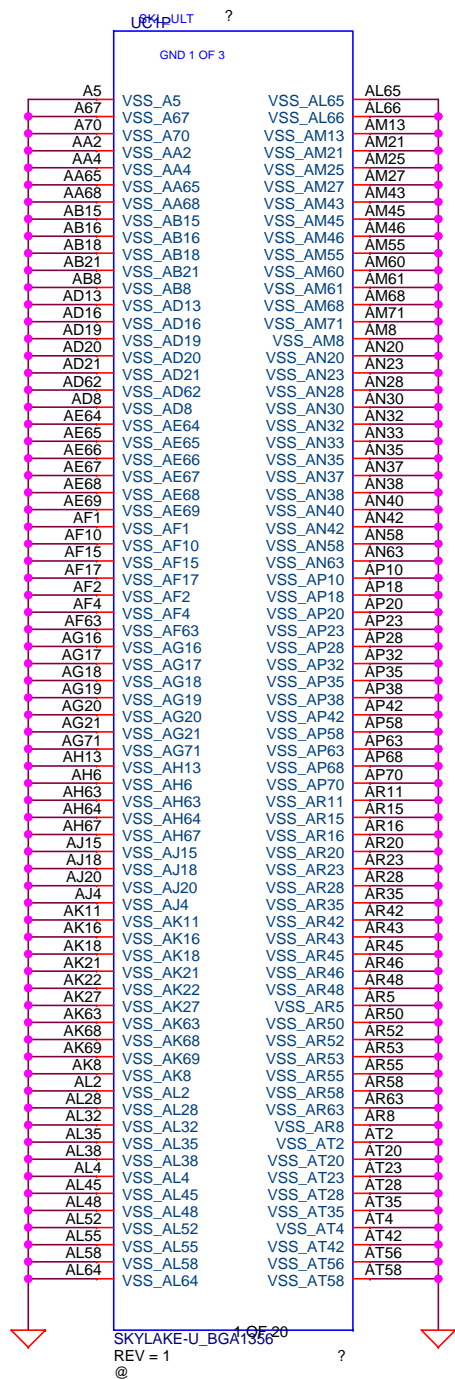 SKL_ULT ?
UC1P
GND 1 OF 3
A5 VSS_A5 VSS_AL65 AL65
A67 VSS_A67 VSS_AL66 AL66
A70 VSS_A70 VSS_AM13 AM13
AA2 VSS_AA2 VSS_AM21 AM21
AA4 VSS_AA4 VSS_AM25 AM25
AA65 VSS_AA65 VSS_AM27 AM27
AA68 VSS_AA68 VSS_AM43 AM43
AB15 VSS_AB15 VSS_AM45 AM45
AB16 VSS_AB16 VSS_AM46 AM46
AB18 VSS_AB18 VSS_AM55 AM55
AB21 VSS_AB21 VSS_AM60 AM60
AB8 VSS_AB8 VSS_AM61 AM61
AD13 VSS_AD13 VSS_AM68 AM68
AD16 VSS_AD16 VSS_AM71 AM71
AD19 VSS_AD19 VSS_AM8 AM8
AD20 VSS_AD20 VSS_AN20 AN20
AD21 VSS_AD21 VSS_AN23 AN23
AD62 VSS_AD62 VSS_AN28 AN28
AD8 VSS_AD8 VSS_AN30 AN30
AE64 VSS_AE64 VSS_AN32 AN32
AE65 VSS_AE65 VSS_AN33 AN33
AE66 VSS_AE66 VSS_AN35 AN35
AE67 VSS_AE67 VSS_AN37 AN37
AE68 VSS_AE68 VSS_AN38 AN38
AE69 VSS_AE69 VSS_AN40 AN40
AF1 VSS_AF1 VSS_AN42 AN42
AF10 VSS_AF10 VSS_AN58 AN58
AF15 VSS_AF15 VSS_AN63 AN63
AF17 VSS_AF17 VSS_AP10 AP10
AF2 VSS_AF2 VSS_AP18 AP18
AF4 VSS_AF4 VSS_AP20 AP20
AF63 VSS_AF63 VSS_AP23 AP23
AG16 VSS_AG16 VSS_AP28 AP28
AG17 VSS_AG17 VSS_AP32 AP32
AG18 VSS_AG18 VSS_AP35 AP35
AG19 VSS_AG19 VSS_AP38 AP38
AG20 VSS_AG20 VSS_AP42 AP42
AG21 VSS_AG21 VSS_AP58 AP58
AG71 VSS_AG71 VSS_AP63 AP63
AH13 VSS_AH13 VSS_AP68 AP68
AH6 VSS_AH6 VSS_AP70 AP70
AH63 VSS_AH63 VSS_AR11 AR11
AH64 VSS_AH64 VSS_AR15 AR15
AH67 VSS_AH67 VSS_AR16 AR16
AJ15 VSS_AJ15 VSS_AR20 AR20
AJ18 VSS_AJ18 VSS_AR23 AR23
AJ20 VSS_AJ20 VSS_AR28 AR28
AJ4 VSS_AJ4 VSS_AR35 AR35
AK11 VSS_AK11 VSS_AR42 AR42
AK16 VSS_AK16 VSS_AR43 AR43
AK18 VSS_AK18 VSS_AR45 AR45
AK21 VSS_AK21 VSS_AR46 AR46
AK22 VSS_AK22 VSS_AR48 AR48
AK27 VSS_AK27 VSS_AR5 AR5
AK63 VSS_AK63 VSS_AR50 AR50
AK68 VSS_AK68 VSS_AR52 AR52
AK69 VSS_AK69 VSS_AR53 AR53
AK8 VSS_AK8 VSS_AR55 AR55
AL2 VSS_AL2 VSS_AR58 AR58
AL28 VSS_AL28 VSS_AR63 AR63
AL32 VSS_AL32 VSS_AR8 AR8
AL35 VSS_AL35 VSS_AT2 AT2
AL38 VSS_AL38 VSS_AT20 AT20
AL4 VSS_AL4 VSS_AT23 AT23
AL45 VSS_AL45 VSS_AT28 AT28
AL48 VSS_AL48 VSS_AT35 AT35
AL52 VSS_AL52 VSS_AT4 AT4
AL55 VSS_AL55 VSS_AT42 AT42
AL58 VSS_AL58 VSS_AT56 AT56
AL64 VSS_AL64 VSS_AT58 AT58
1 OF 20
SKYLAKE-U_BGA1356
REV = 1 ?
@